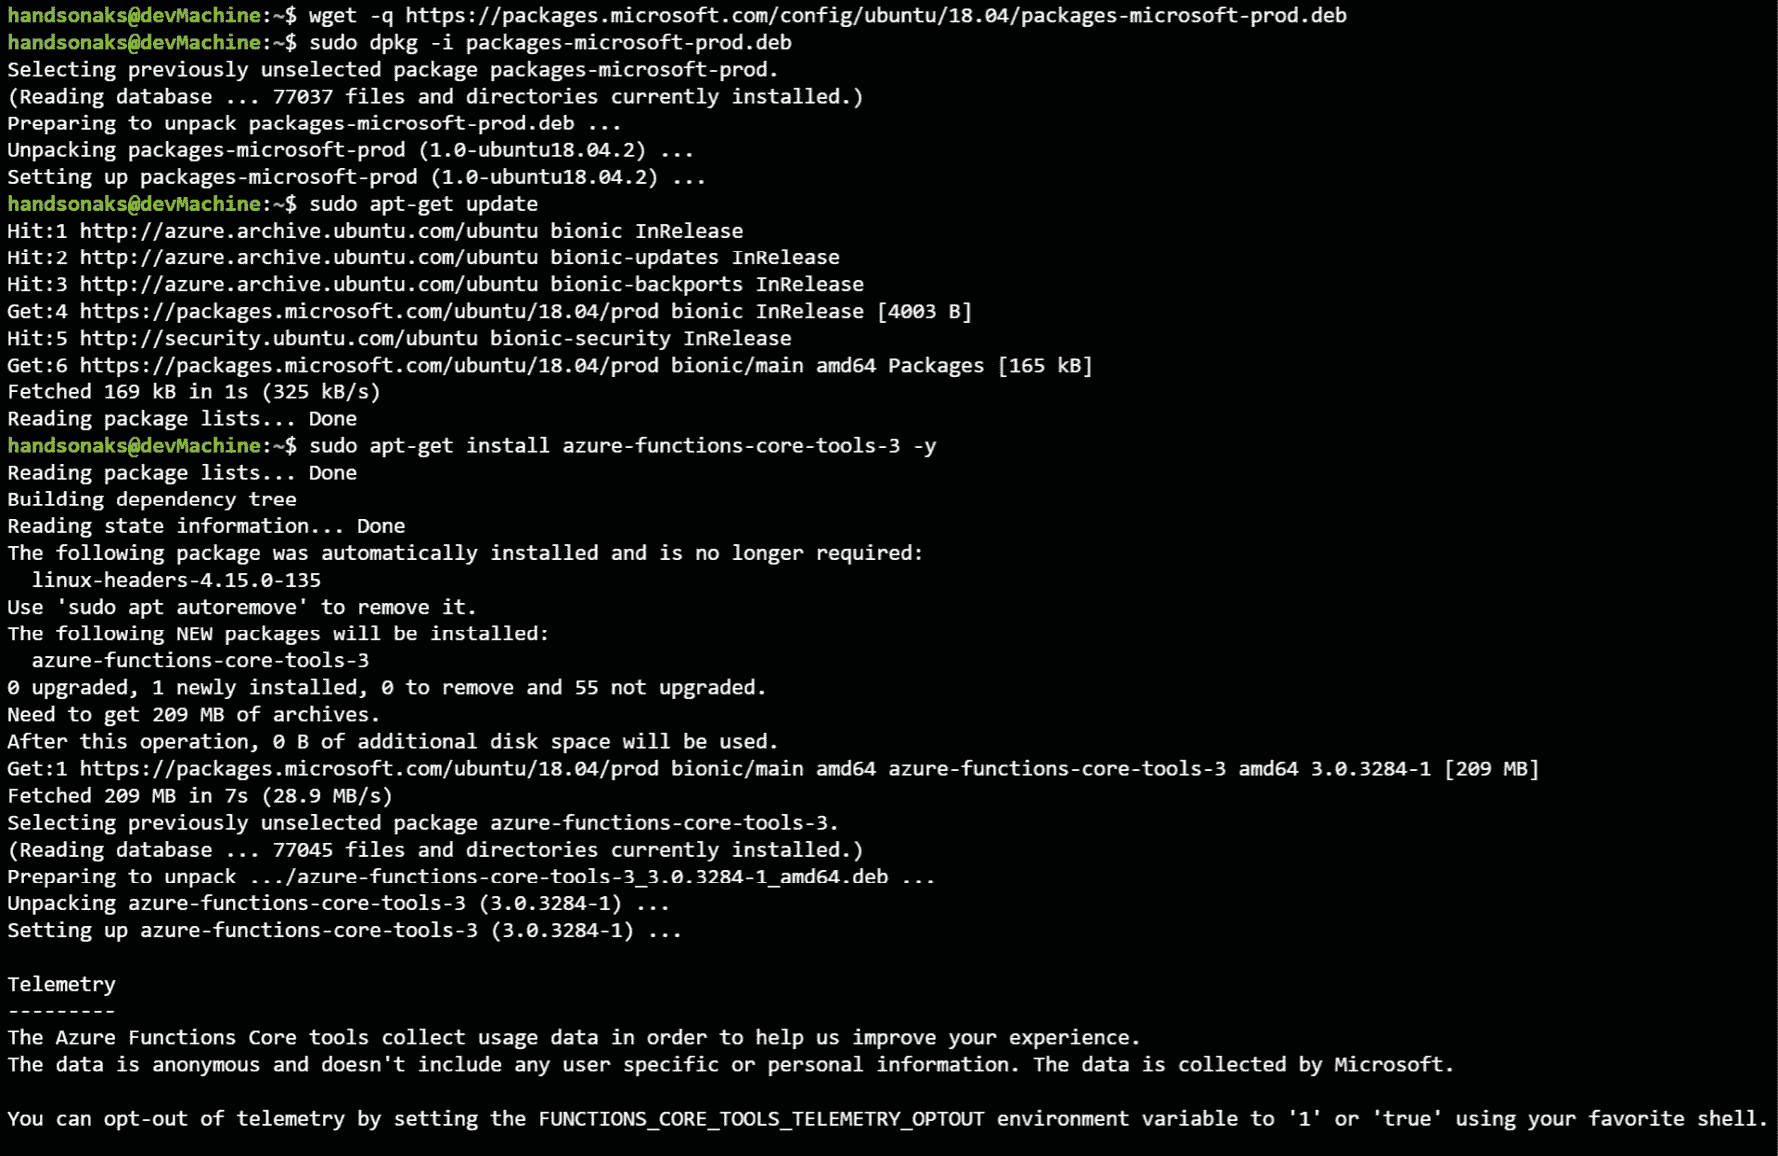 handsonaks@devMachine:~$ wget -q https://packages.microsoft.com/config/ubuntu/18.04/packages-microsoft-prod.deb
handsonaks@devMachine:~$ sudo dpkg -i packages-microsoft-prod.deb
Selecting previously unselected package packages-microsoft-prod.
(Reading database ... 77037 files and directories currently installed.)
Preparing to unpack packages-microsoft-prod.deb ...
Unpacking packages-microsoft-prod (1.0-ubuntu18.04.2) ...
Setting up packages-microsoft-prod (1.0-ubuntu18.04.2) ...
handsonaks@devMachine:~$ sudo apt-get update
Hit:1 http://azure.archive.ubuntu.com/ubuntu bionic InRelease
Hit:2 http://azure.archive.ubuntu.com/ubuntu bionic-updates InRelease
Hit:3 http://azure.archive.ubuntu.com/ubuntu bionic-backports InRelease
Get:4 https://packages.microsoft.com/ubuntu/18.04/prod bionic InRelease [4003 B]
Hit:5 http://security.ubuntu.com/ubuntu bionic-security InRelease
Get:6 https://packages.microsoft.com/ubuntu/18.04/prod bionic/main amd64 Packages [165 kB]
Fetched 169 kB in 1s (325 kB/s)
Reading package lists... Done
handsonaks@devMachine:~$ sudo apt-get install azure-functions-core-tools-3 -y
Reading package lists... Done
Building dependency tree
Reading state information... Done
The following package was automatically installed and is no longer required:
  linux-headers-4.15.0-135
Use 'sudo apt autoremove' to remove it.
The following NEW packages will be installed:
  azure-functions-core-tools-3
0 upgraded, 1 newly installed, 0 to remove and 55 not upgraded.
Need to get 209 MB of archives.
After this operation, 0 B of additional disk space will be used.
Get:1 https://packages.microsoft.com/ubuntu/18.04/prod bionic/main amd64 azure-functions-core-tools-3 amd64 3.0.3284-1 [209 MB]
Fetched 209 MB in 7s (28.9 MB/s)
Selecting previously unselected package azure-functions-core-tools-3.
(Reading database ... 77045 files and directories currently installed.)
Preparing to unpack .../azure-functions-core-tools-3_3.0.3284-1_amd64.deb ...
Unpacking azure-functions-core-tools-3 (3.0.3284-1) ...
Setting up azure-functions-core-tools-3 (3.0.3284-1) ...

Telemetry
---------
The Azure Functions Core tools collect usage data in order to help us improve your experience.
The data is anonymous and doesn't include any user specific or personal information. The data is collected by Microsoft.

You can opt-out of telemetry by setting the FUNCTIONS_CORE_TOOLS_TELEMETRY_OPTOUT environment variable to '1' or 'true' using your favorite shell.